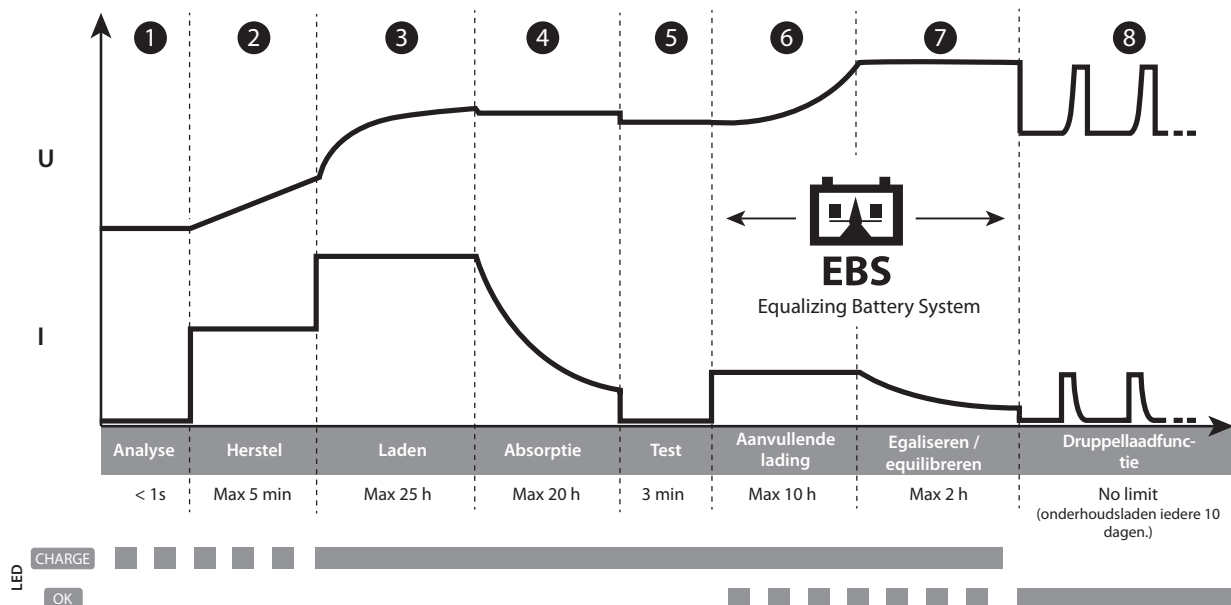 1 2 3 4 5 6 7 8
U
EBS
Equalizing Battery System
I
Analyse Herstel Laden Absorptie Test Aanvullende lading Egaliseren / equilibreren Druppellaadfunc-
tie
< 1s Max 5 min Max 25 h Max 20 h 3 min Max 10 h Max 2 h No limit
(onderhoudsladen iedere 10
dagen.)
LED
CHARGE
OK